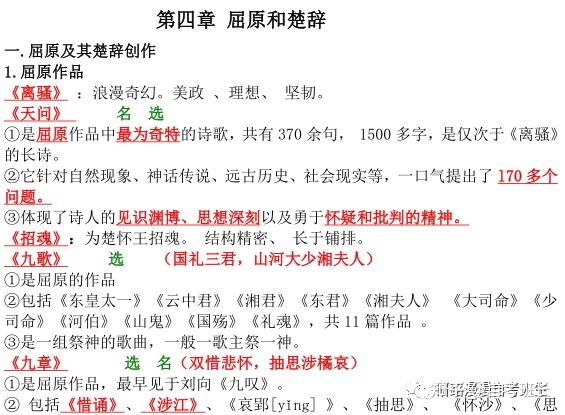 第四章 屈原和楚辞
一.屈原及其楚辞创作
1.屈原作品
《离骚》：浪漫奇幻。美政 、理想、 坚韧。
《天问》 名 选
①是屈原作品中最为奇特的诗歌，共有 370 余句， 1500 多字，是仅次于《离骚》
的长诗。
②它针对自然现象、神话传说、远古历史、社会现实等，一口气提出了 170 多个
问题。
③体现了诗人的见识渊博、思想深刻以及勇于怀疑和批判的精神。
《招魂》：为楚怀王招魂。 结构精密、 长于铺排。
《九歌》 选 （国礼三君，山河大少湘夫人）
①是屈原的作品
②包括《东皇太一》《云中君》《湘君》《东君》《湘夫人》 《大司命》《少
司命》《河伯》《山鬼》《国殇》《礼魂》，共 11 篇作品 。
③是一组祭神的歌曲，一般一歌主祭一神。
《九章》 选 名（双惜悲怀，抽思涉橘哀）
①是屈原作品，最早见于刘向《九叹》。
② 包括《惜诵》、《涉江》、《哀郢[yǐng] 》、《抽思》、《怀沙》、《思